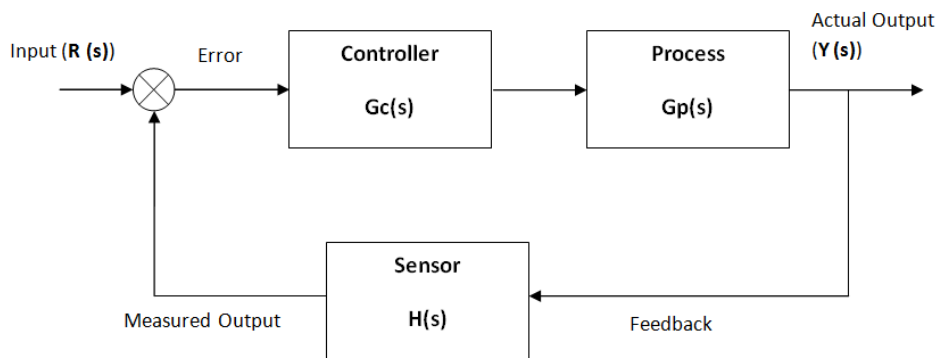 Actual Output
(Y (s))
Input (R (s))
Error
Controller
Gc(s)
Process
Gp(s)
Sensor
H(s)
Measured Output
Feedback